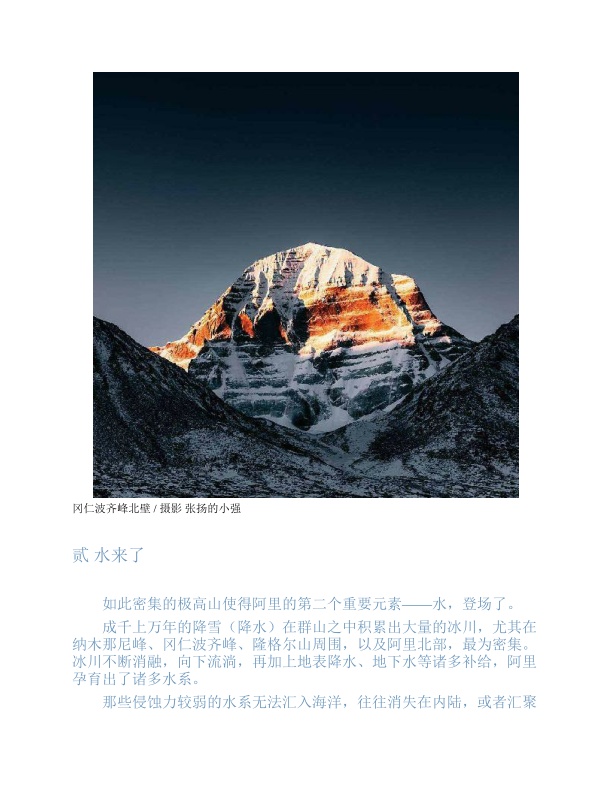 冈仁波齐峰北壁 / 摄影 张扬的小强
贰 水来了
如此密集的极高山使得阿里的第二个重要元素——水，登场了。
成千上万年的降雪（降水）在群山之中积累出大量的冰川，尤其在
纳木那尼峰、冈仁波齐峰、隆格尔山周围，以及阿里北部，最为密集。
冰川不断消融，向下流淌，再加上地表降水、地下水等诸多补给，阿里
孕育出了诸多水系。
那些侵蚀力较弱的水系无法汇入海洋，往往消失在内陆，或者汇聚